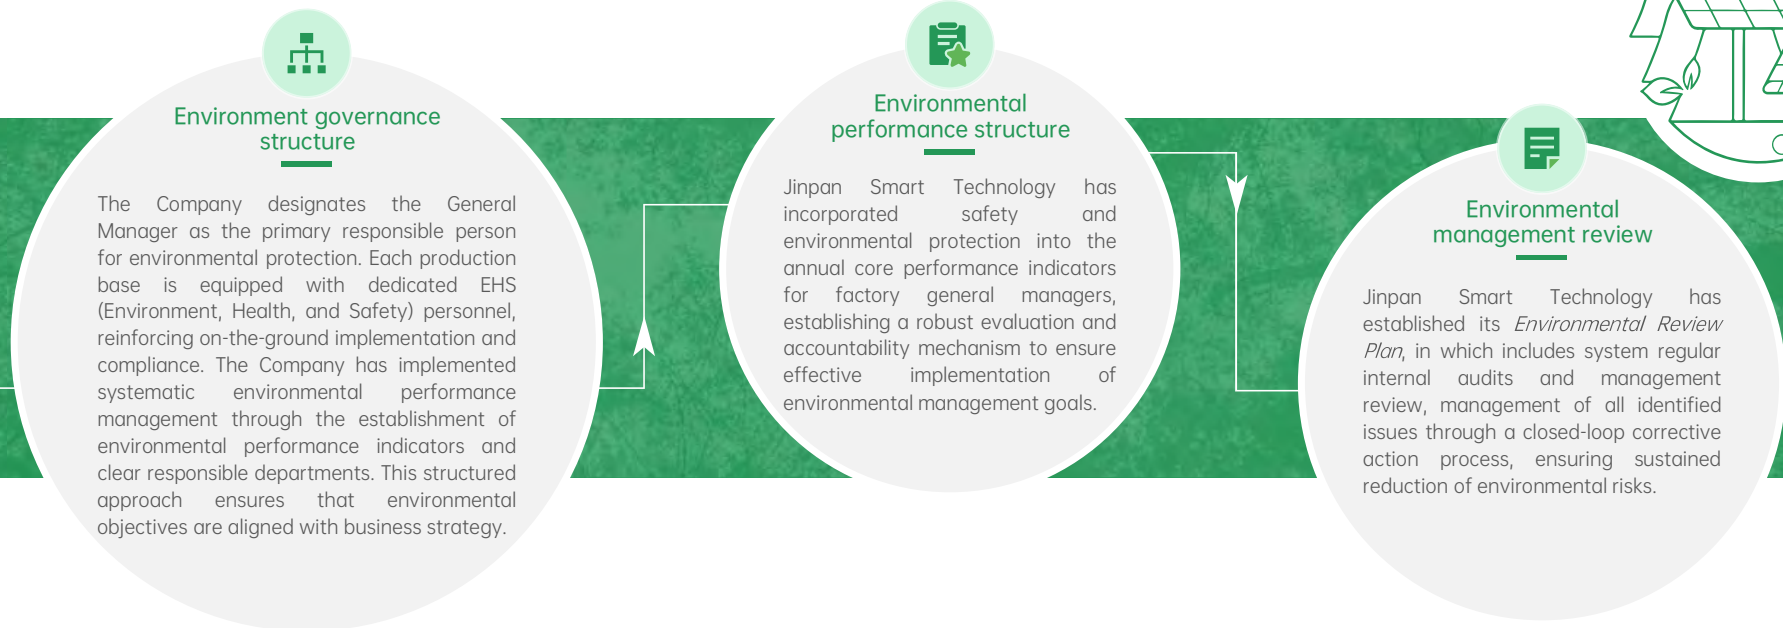 Environment governance
structure
The Company designates the General
Manager as the primary responsible person
for environmental protection. Each production
base is equipped with dedicated EHS
(Environment, Health, and Safety) personnel,
reinforcing on-the-ground implementation and
compliance. The Company has implemented
systematic environmental performance
management through the establishment of
environmental performance indicators and
clear responsible departments. This structured
approach ensures that environmental
objectives are aligned with business strategy.
Environmental
performance structure
Jinpan Smart Technology has
incorporated safety and
environmental protection into the
annual core performance indicators
for factory general managers,
establishing a robust evaluation and
accountability mechanism to ensure
effective implementation of
environmental management goals.
Environmental
management review
Jinpan Smart Technology has
established its Environmental Review
Plan, in which includes system regular
internal audits and management
review, management of all identified
issues through a closed-loop corrective
action process, ensuring sustained
reduction of environmental risks.